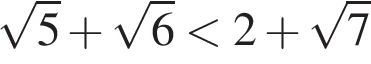 √5 + √6 < 2 + √7